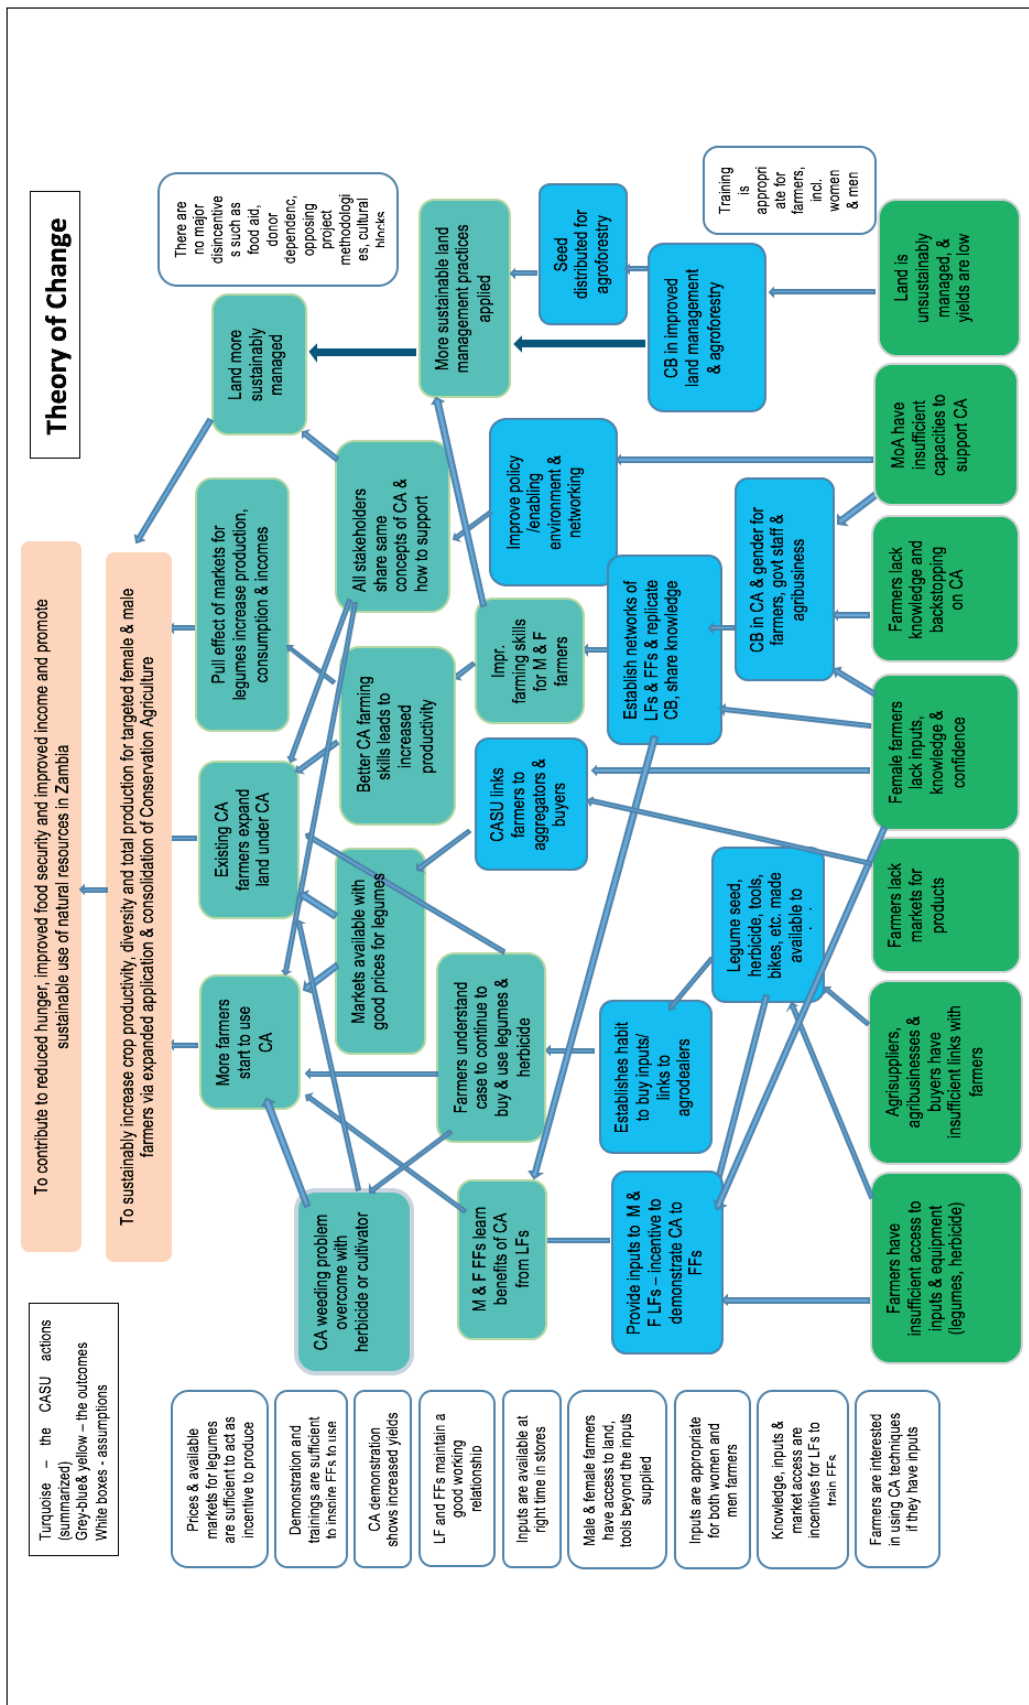 Theory of Change
Turquoise – the CASU actions
(summarized)
Grey-blue& yellow – the outcomes
White boxes - assumptions
To contribute to reduced hunger, improved food security and improved income and promote
sustainable use of natural resources in Zambia
To sustainably increase crop productivity, diversity and total production for targeted female & male
farmers via expanded application & consolidation of Conservation Agriculture
Prices & available
markets for legumes
are sufficient to act as
incentive to produce
Demonstration and
trainings are sufficient
to inspire FFs to use
CA demonstration
shows increased yields
LF and FFs maintain a
good working
relationship
Inputs are available at
right time in stores
Male & female farmers
have access to land,
tools beyond the inputs
supplied
Inputs are appropriate
for both women and
men farmers
Knowledge, inputs &
market access are
incentives for LFs to
train FFs
Farmers are interested
in using CA techniques
if they have inputs
More farmers
start to use
CA
Existing CA
farmers expand
land under CA
Pull effect of markets for
legumes increase production,
consumption & incomes
Land more
sustainably
managed
There are
no major
disincentive
s such as
food aid,
donor
dependenc,
opposing
project
methodologi
es, cultural
blocks
CA weeding problem
overcome with
herbicide or cultivator
Markets available with
good prices for legumes
Better CA farming
skills leads to
increased
productivity
All stakeholders
share same
concepts of CA &
how to support
M & F FFs learn
benefits of CA
from LFs
Farmers understand
case to continue to
buy & use legumes &
herbicide
CASU links
farmers to
aggregators &
buyers
Impr.
farming skills
for M & F
farmers
Improve policy
/enabling
environment &
networking
More sustainable land
management practices
applied
Seed
distributed for
agroforestry
Provide inputs to M &
F LFs – incentive to
demonstrate CA to
FFs
Establishes habit
to buy inputs/
links to
agrodealers
Legume seed,
herbicide, tools,
bikes, etc. made
available to
Establish networks of
LFs & FFs & replicate
CB, share knowledge
CB in CA & gender for
farmers, govt staff &
agribusiness
CB in improved
land management
& agroforestry
Training
is
appropri
ate for
farmers,
incl.
women
& men
Farmers have
insufficient access to
inputs & equipment
(legumes, herbicide)
Agrisuppliers,
agribusinesses &
buyers have
insufficient links with
farmers
Farmers lack
markets for
products
Female farmers
lack inputs,
knowledge &
confidence
Farmers lack
knowledge and
backstopping
on CA
MoA have
insufficient
capacities to
support CA
Land is
unsustainably
managed, &
yields are low